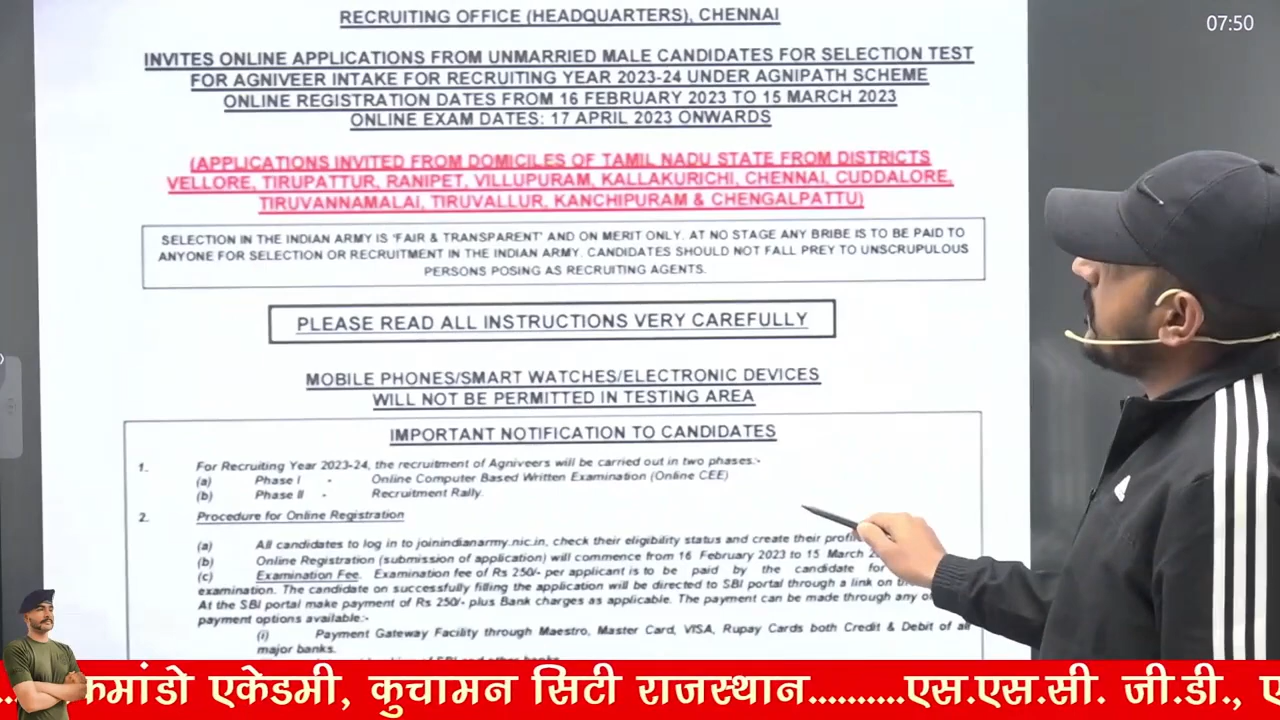 RECRUITING OFFICE (HEADQUARTERS), CHENNAI
07:50
INVITES ONLINE APPLICATIONS FROM UNMARRIED MALE CANDIDATES FOR SELECTION TEST
FOR AGNIVEER INTAKE FOR RECRUITING YEAR 2023-24 UNDER AGNIPATH SCHEME
ONLINE REGISTRATION DATES FROM 16 FEBRUARY 2023 TO 15 MARCH 2023
ONLINE EXAM DATES: 17 APRIL 2023 ONWARDS
(APPLICATIONS INVITED FROM DOMICILES OF TAMIL NADU STATE FROM DISTRICTS
VELLORE, TIRUPATTUR, RANIPET, VILLUPURAM, KALLAKURICHI, CHENNAI, CUDDALORE,
TIRUVANNAMALAI, TIRUVALLUR, KANCHIPURAM & CHENGALPATTU)
SELECTION IN THE INDIAN ARMY IS 'FAIR & TRANSPARENT' AND ON MERIT ONLY. AT NO STAGE ANY BRIBE IS TO BE PAID TO
ANYONE FOR SELECTION OR RECRUITMENT IN THE INDIAN ARMY. CANDIDATES SHOULD NOT FALL PREY TO UNSCRUPULOUS
PERSONS POSING AS RECRUITING AGENTS.
PLEASE READ ALL INSTRUCTIONS VERY CAREFULLY
MOBILE PHONES/SMART WATCHES/ELECTRONIC DEVICES
WILL NOT BE PERMITTED IN TESTING AREA
IMPORTANT NOTIFICATION TO CANDIDATES
1. For Recruiting Year 2023-24, the recruitment of Agniveers will be carried out in two phases:-
(a) Phase I - Online Computer Based Written Examination (Online CEE)
(b) Phase II - Recruitment Rally.
2. Procedure for Online Registration
(a) All candidates to log in to joinindianarmy.nic.in, check their eligibility status and create their
(b) Online Registration (submission of application) will commence from 16 February 2023 to 15 March
(c) Examination Fee. Examination fee of Rs 250/- per applicant is to be paid by the candidate for
examination. The candidate on successfully filling the application will be directed to SBI portal through a link on
At the SBI portal make payment of Rs 250/- plus Bank charges as applicable. The payment can be made through any
payment options available:-
(i) Payment Gateway Facility through Maestro, Master Card, VISA, Rupay Cards both Credit & Debit of all
major banks.
कमांडो एकेडमी, कुचामन सिटी राजस्थान..........एस.एस.सी. जी.डी.,